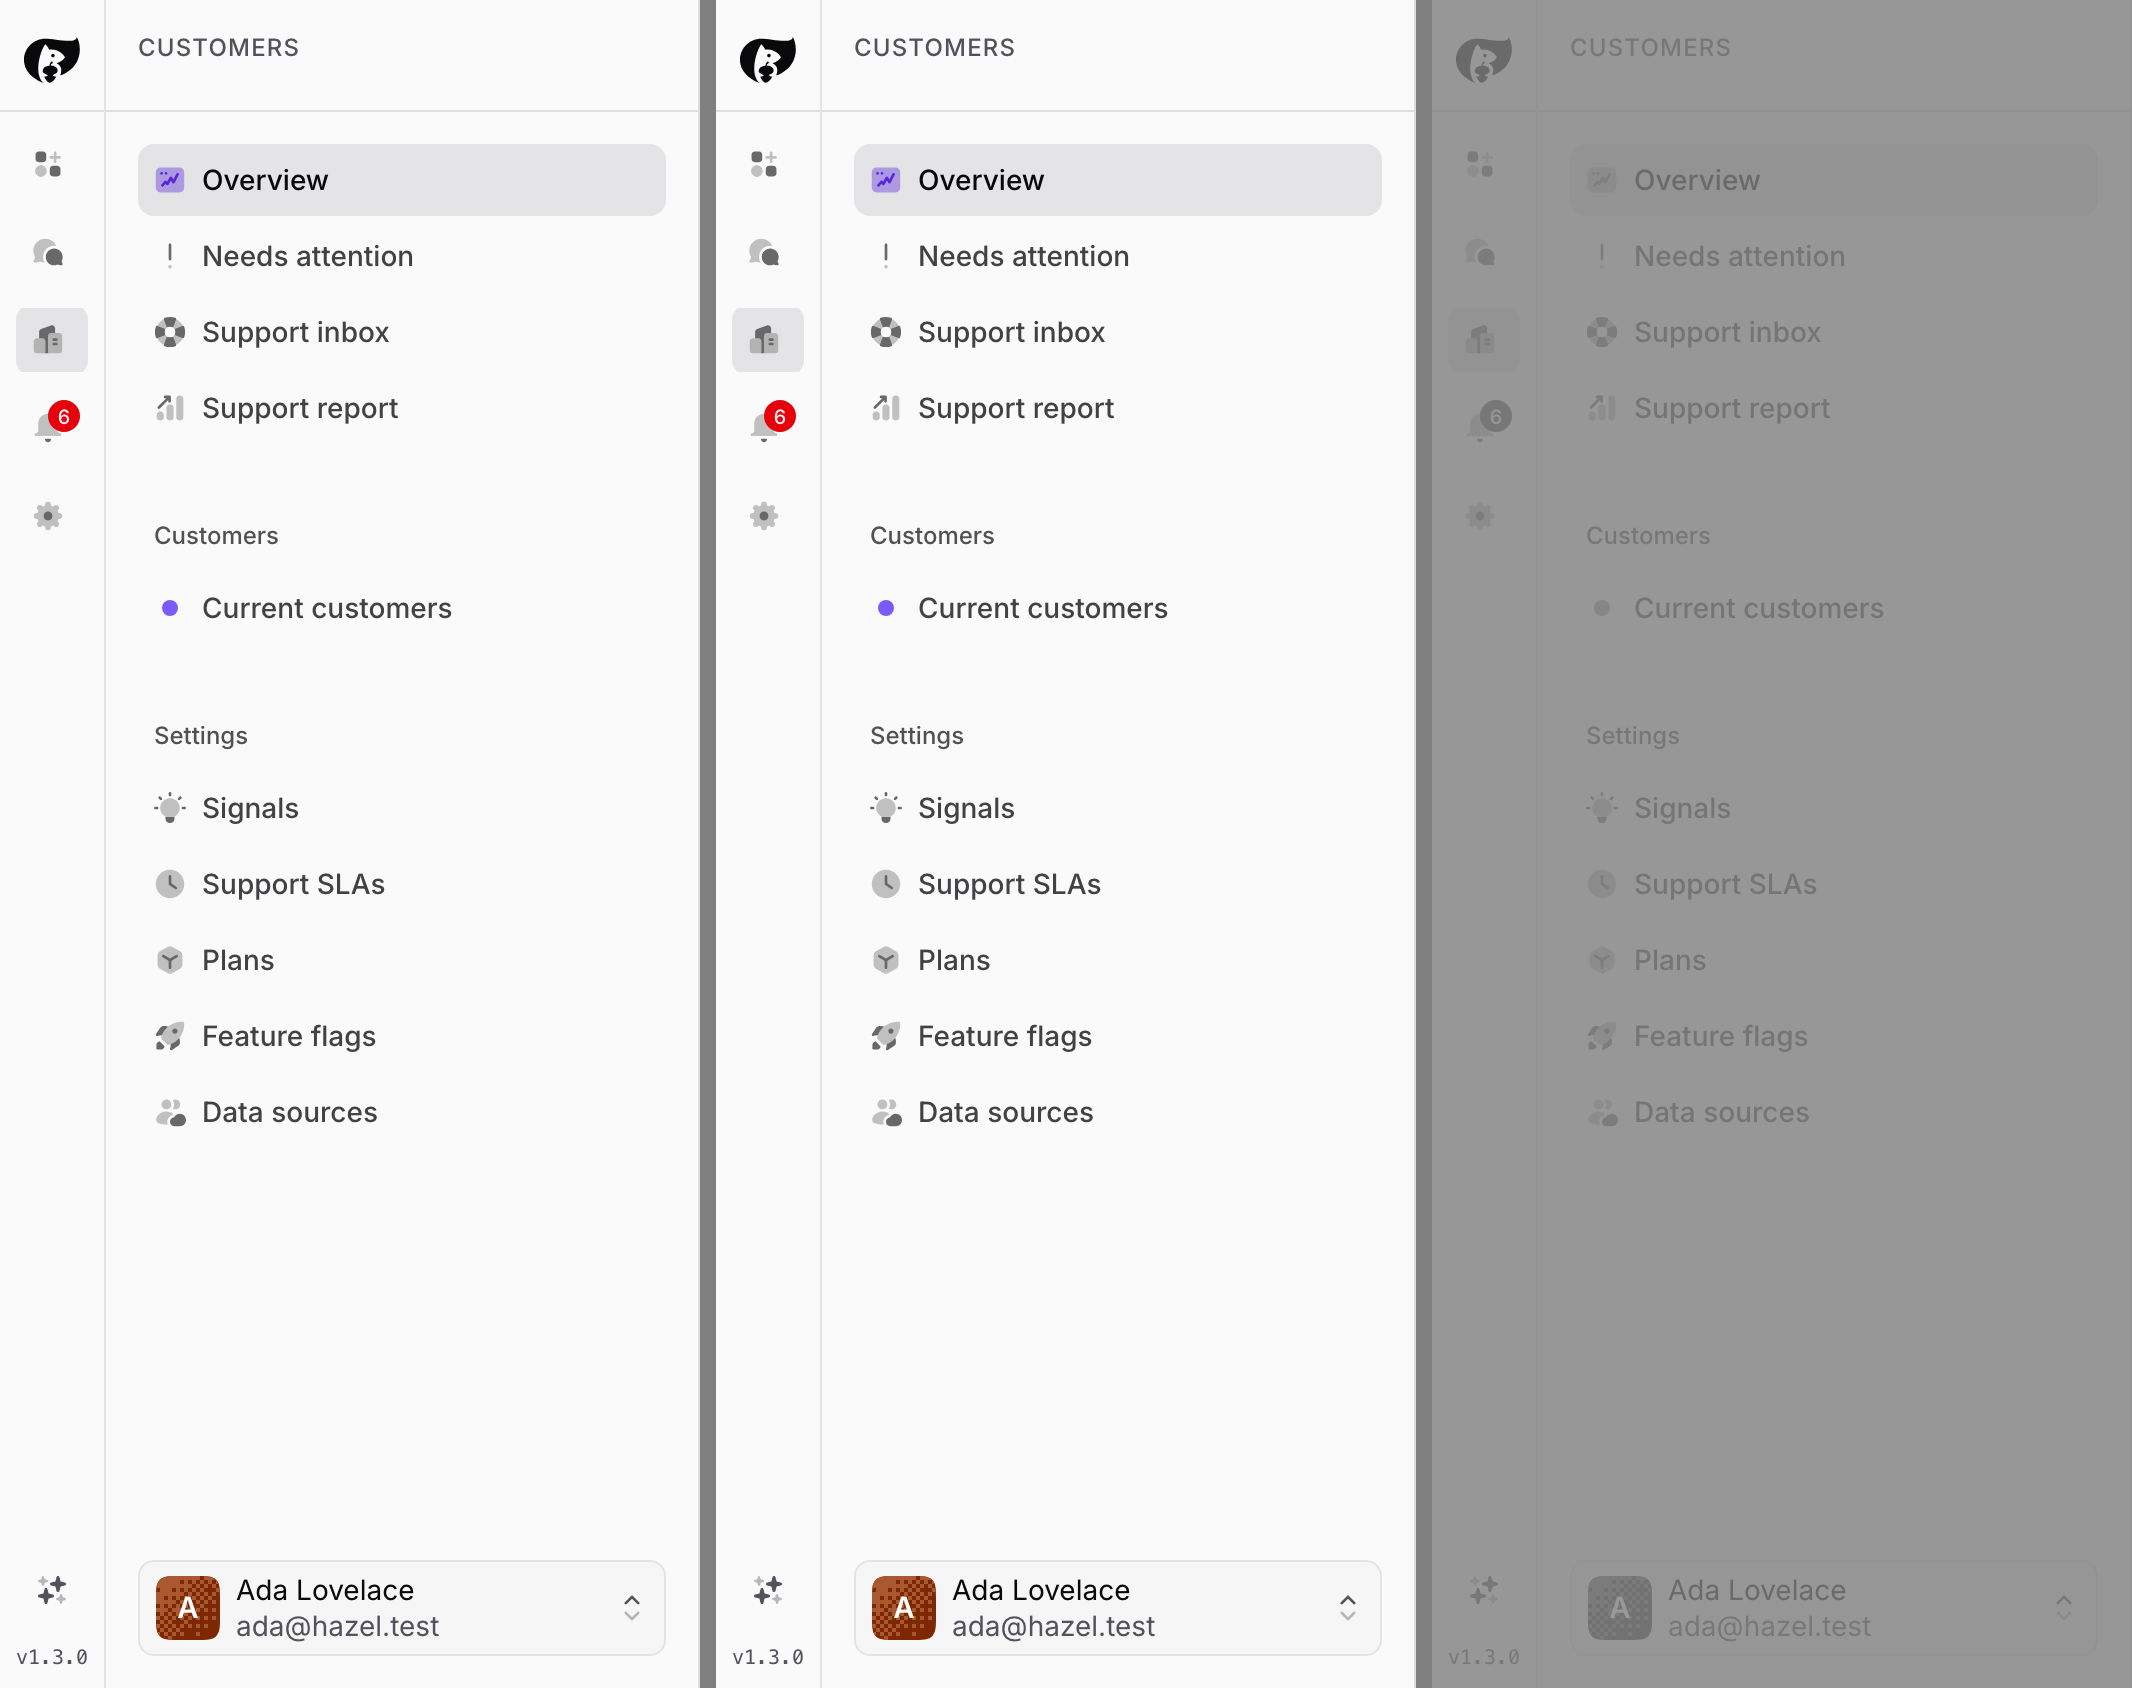 CUSTOMERS
Overview
Needs attention
Support inbox
Support report
6
Customers
Current customers
Settings
Signals
Support SLAs
Plans
Feature flags
Data sources
A
Ada Lovelace
ada@hazel.test
v1.3.0
CUSTOMERS
Overview
Needs attention
Support inbox
Support report
6
Customers
Current customers
Settings
Signals
Support SLAs
Plans
Feature flags
Data sources
A
Ada Lovelace
ada@hazel.test
v1.3.0
CUSTOMERS
Overview
Needs attention
Support inbox
Support report
6
Customers
Current customers
Settings
Signals
Support SLAs
Plans
Feature flags
Data sources
A
Ada Lovelace
ada@hazel.test
v1.3.0